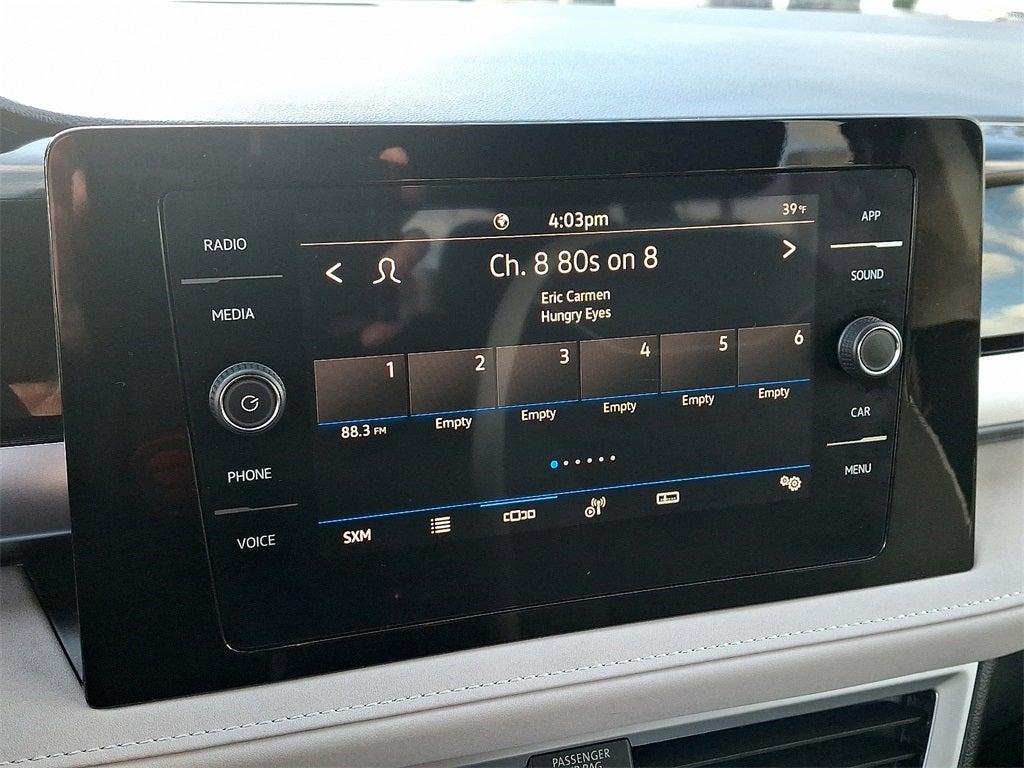 4:03pm
39°F
RADIO
APP
Ch. 8 80s on 8
MEDIA
SOUND
Eric Carmen
Hungry Eyes
1 2 3 4 5 6
88.3 FM Empty Empty Empty Empty Empty
CAR
PHONE
MENU
SXM
VOICE
PASSENGER
BAG